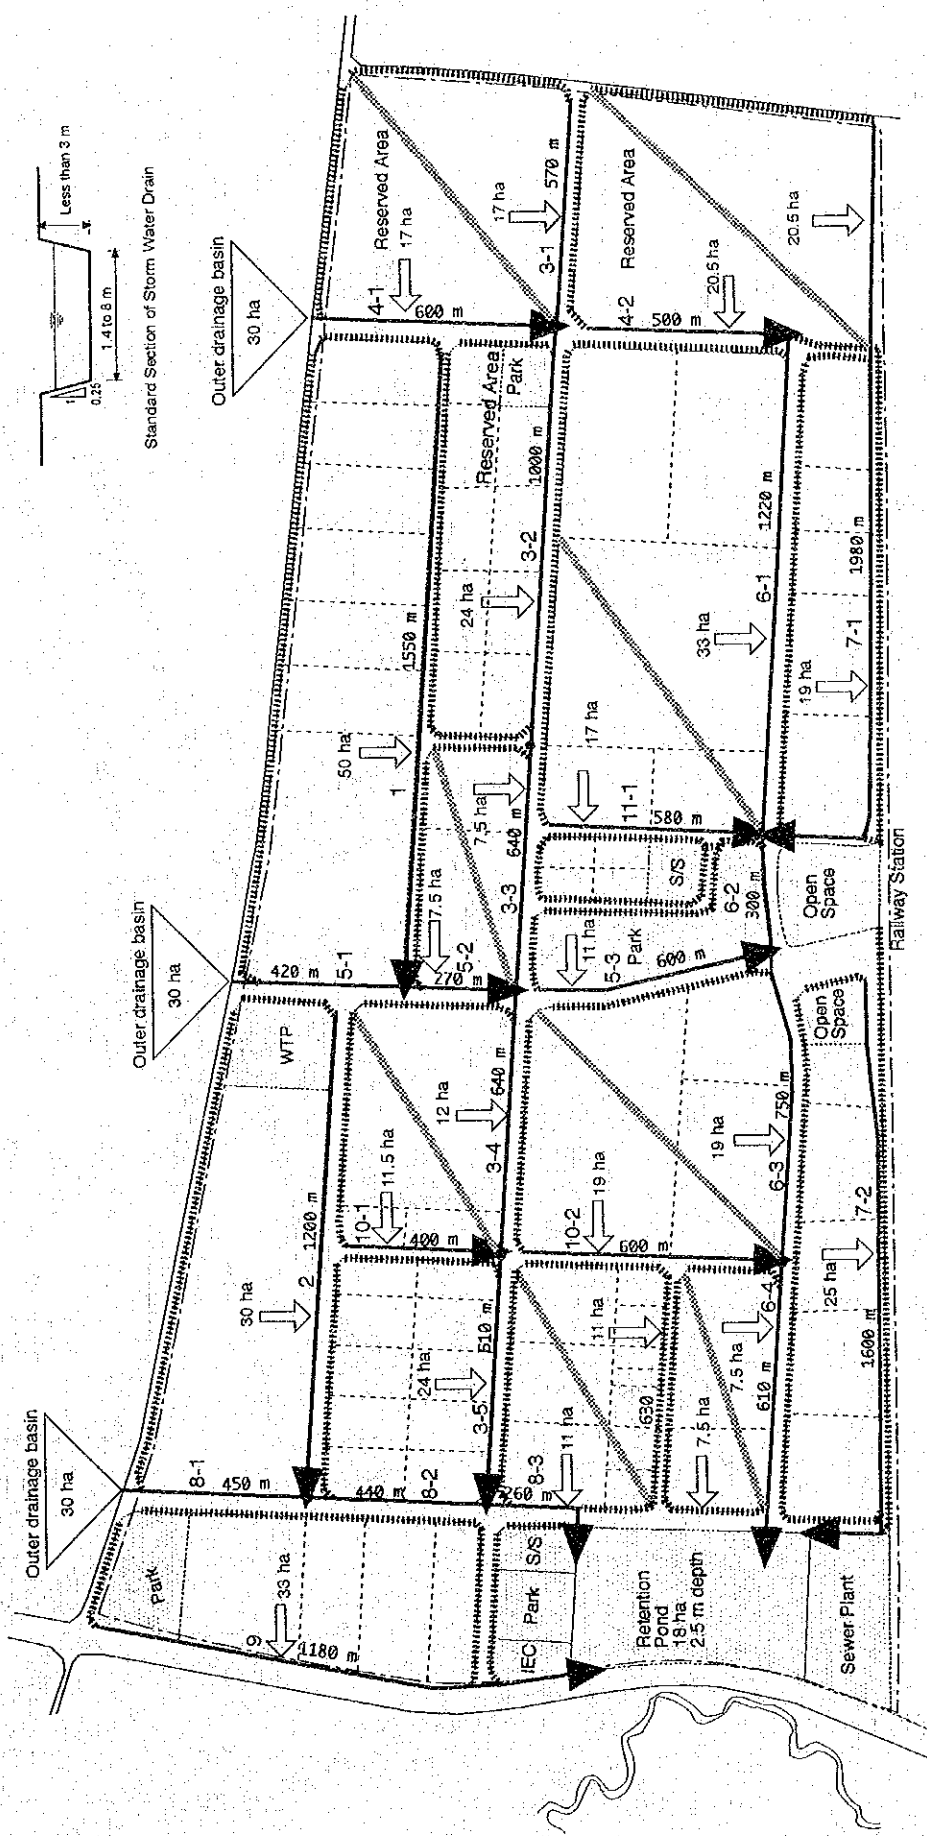 Less than 3 m
1.4 to 8 m
1
0.25
Standard Section of Storm Water Drain
Outer drainage basin
30 ha
Outer drainage basin
30 ha
Outer drainage basin
30 ha
Reserved Area
17 ha
4-1
600 m
17 ha
3-1
570 m
Reserved Area
4-2
500 m
20.5 ha
20.5 ha
Reserved Area
Park
1000 m
3-2
24 ha
1550 m
50 ha
1
1220 m
6-1
33 ha
1980 m
7-1
19 ha
17 ha
11-1
580 m
7.5 ha
640 m
3-3
7.5 ha
5-2
270 m
420 m
5-1
S/S
6-2
300 m
11 ha
Park
5-3
600 m
Open
Space
Railway Station
Open
Space
WTP
12 ha
640 m
3-4
11.5 ha
10-1
400 m
1200 m
2
30 ha
19 ha
10-2
600 m
19 ha
750 m
6-3
7-2
25 ha
1600 m
6-4
7.5 ha
610 m
11 ha
630
7.5 ha
24 ha
510 m
3-5
11 ha
8-3
260 m
8-1
450 m
440 m
8-2
Park
33 ha
9
1180 m
IEC
Park
S/S
Retention
Pond
18 ha
2.5 m depth
Sewer Plant